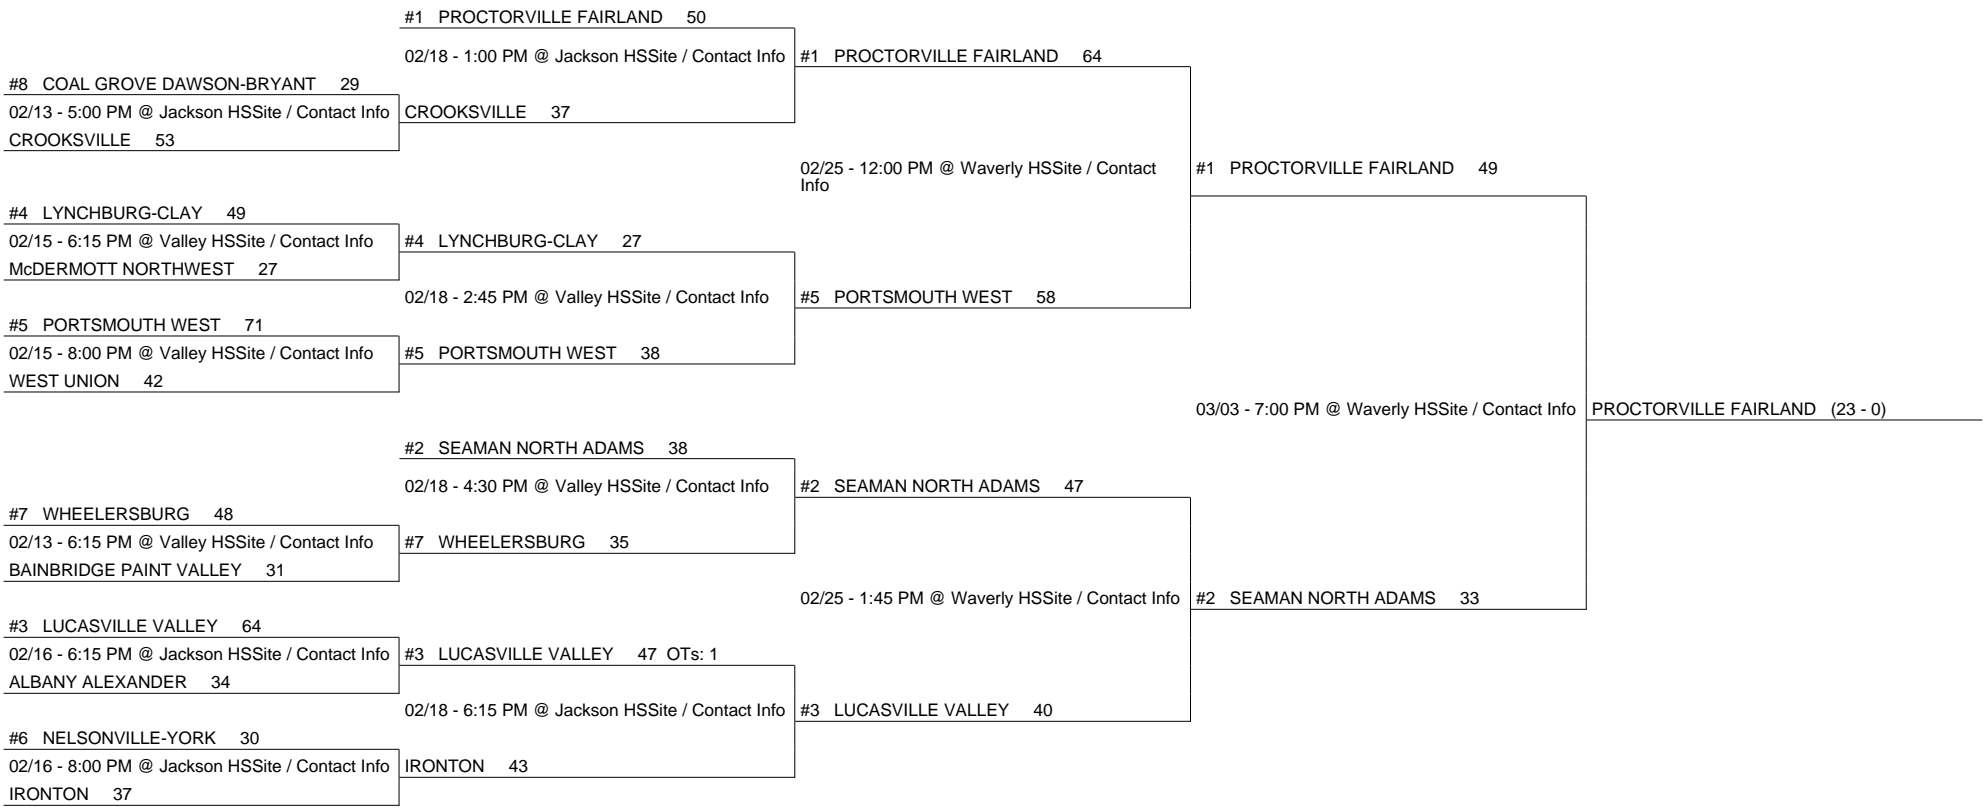 #1 PROCTORVILLE FAIRLAND 50
02/18 - 1:00 PM @ Jackson HSSite / Contact Info
#1 PROCTORVILLE FAIRLAND 64
#8 COAL GROVE DAWSON-BRYANT 29
02/13 - 5:00 PM @ Jackson HSSite / Contact Info
CROOKSVILLE 37
CROOKSVILLE 53
02/25 - 12:00 PM @ Waverly HSSite / Contact
Info
#1 PROCTORVILLE FAIRLAND 49
#4 LYNCHBURG-CLAY 49
02/15 - 6:15 PM @ Valley HSSite / Contact Info
#4 LYNCHBURG-CLAY 27
McDERMOTT NORTHWEST 27
02/18 - 2:45 PM @ Valley HSSite / Contact Info
#5 PORTSMOUTH WEST 58
#5 PORTSMOUTH WEST 71
02/15 - 8:00 PM @ Valley HSSite / Contact Info
#5 PORTSMOUTH WEST 38
WEST UNION 42
03/03 - 7:00 PM @ Waverly HSSite / Contact Info
PROCTORVILLE FAIRLAND (23 - 0)
#2 SEAMAN NORTH ADAMS 38
02/18 - 4:30 PM @ Valley HSSite / Contact Info
#2 SEAMAN NORTH ADAMS 47
#7 WHEELERSBURG 48
02/13 - 6:15 PM @ Valley HSSite / Contact Info
#7 WHEELERSBURG 35
BAINBRIDGE PAINT VALLEY 31
02/25 - 1:45 PM @ Waverly HSSite / Contact Info
#2 SEAMAN NORTH ADAMS 33
#3 LUCASVILLE VALLEY 64
02/16 - 6:15 PM @ Jackson HSSite / Contact Info
#3 LUCASVILLE VALLEY 47 OTs: 1
ALBANY ALEXANDER 34
02/18 - 6:15 PM @ Jackson HSSite / Contact Info
#3 LUCASVILLE VALLEY 40
#6 NELSONVILLE-YORK 30
02/16 - 8:00 PM @ Jackson HSSite / Contact Info
IRONTON 43
IRONTON 37